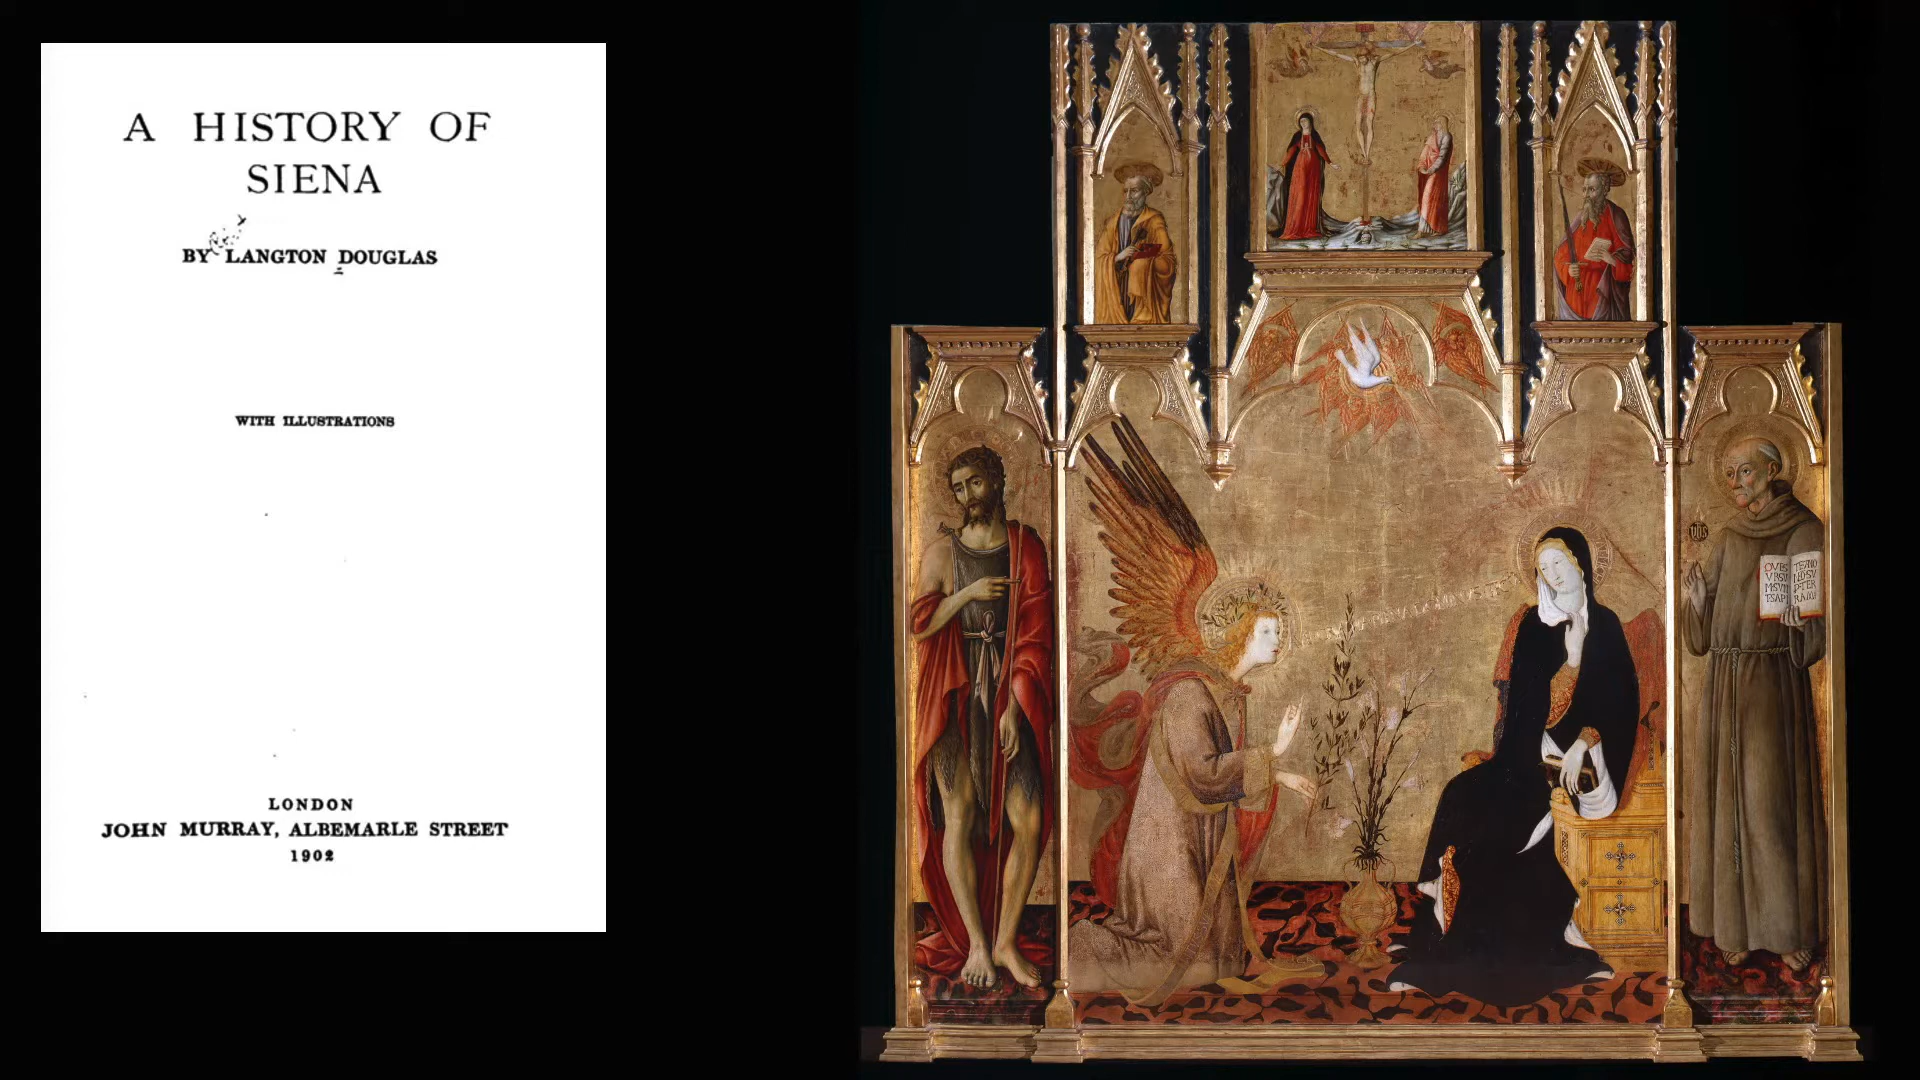 A HISTORY OF
SIENA
BY LANGTON DOUGLAS
WITH ILLUSTRATIONS
LONDON
JOHN MURRAY, ALBEMARLE STREET
1902